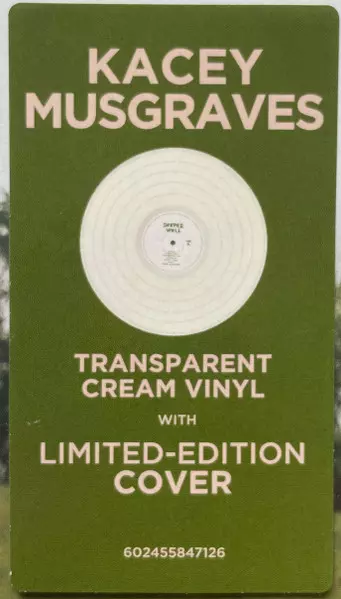 KACEY
MUSGRAVES
TRANSPARENT
CREAM VINYL
WITH
LIMITED-EDITION
COVER
602455847126